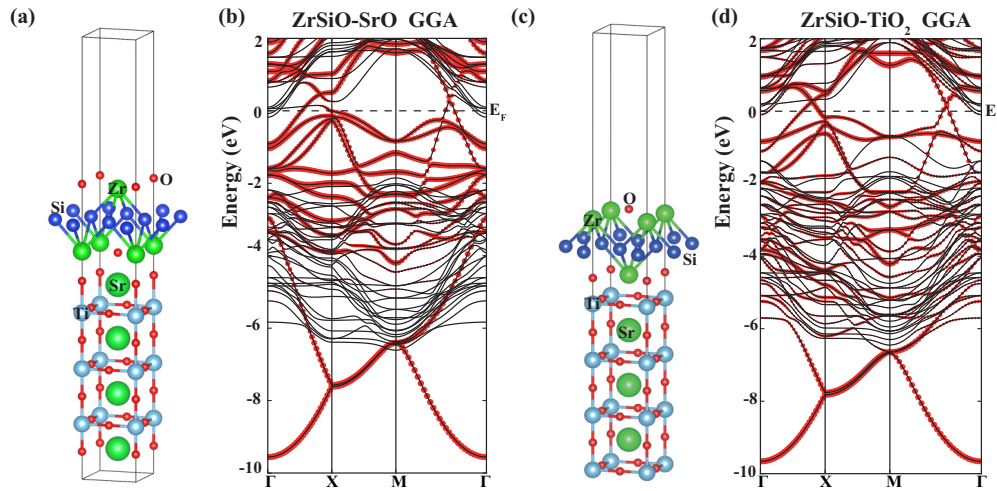 (a)
Zr
O
Si
Sr
Ti
(b)
ZrSiO-SrO GGA
Energy (eV)
2
0
-2
-4
-6
-8
-10
Γ
X
M
Γ
E_F
(c)
O
Zr
Si
Ti
Sr
(d)
ZrSiO-TiO₂ GGA
Energy (eV)
2
0
-2
-4
-6
-8
-10
Γ
X
M
Γ
E